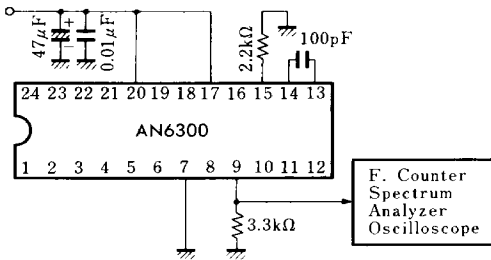 47μF
+
−
0.01μF
2.2kΩ
100pF
24 23 22 21 20 19 18 17 16 15 14 13
AN6300
1 2 3 4 5 6 7 8 9 10 11 12
3.3kΩ
F. Counter
Spectrum
Analyzer
Oscilloscope